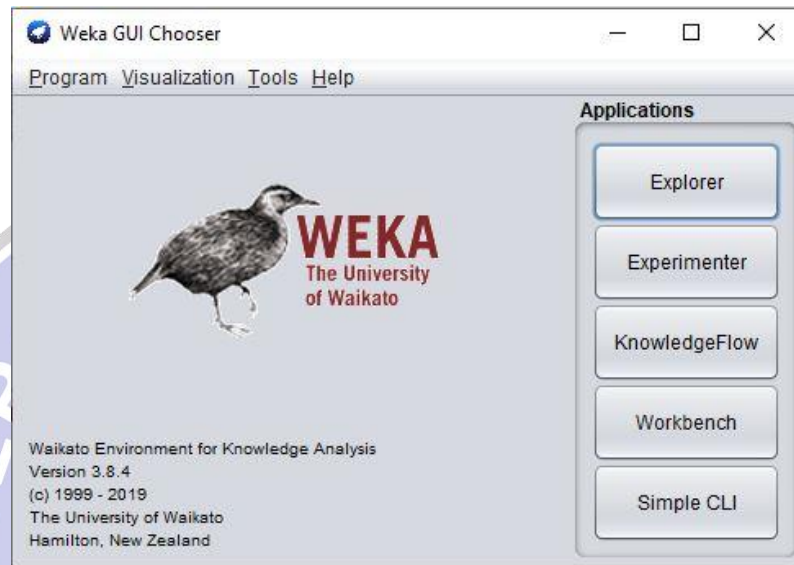 Weka GUI Chooser
Program Visualization Tools Help
Applications
Explorer
Experimenter
KnowledgeFlow
Workbench
Simple CLI
WEKA
The University
of Waikato
Waikato Environment for Knowledge Analysis
Version 3.8.4
(c) 1999 - 2019
The University of Waikato
Hamilton, New Zealand